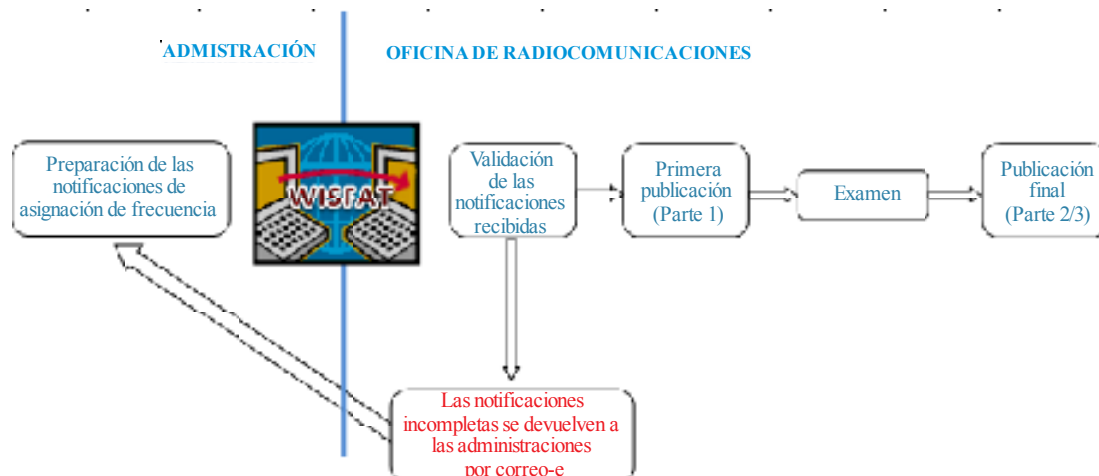 ADMISTRACIÓN
OFICINA DE RADIOCOMUNICACIONES
Preparación de las
notificaciones de
asignación de frecuencia
WISFAT
Validación
de las
notificaciones
recibidas
Primera
publicación
(Parte 1)
Examen
Publicación
final
(Parte 2/3)
Las notificaciones
incompletas se devuelven a
las administraciones
por correo-e